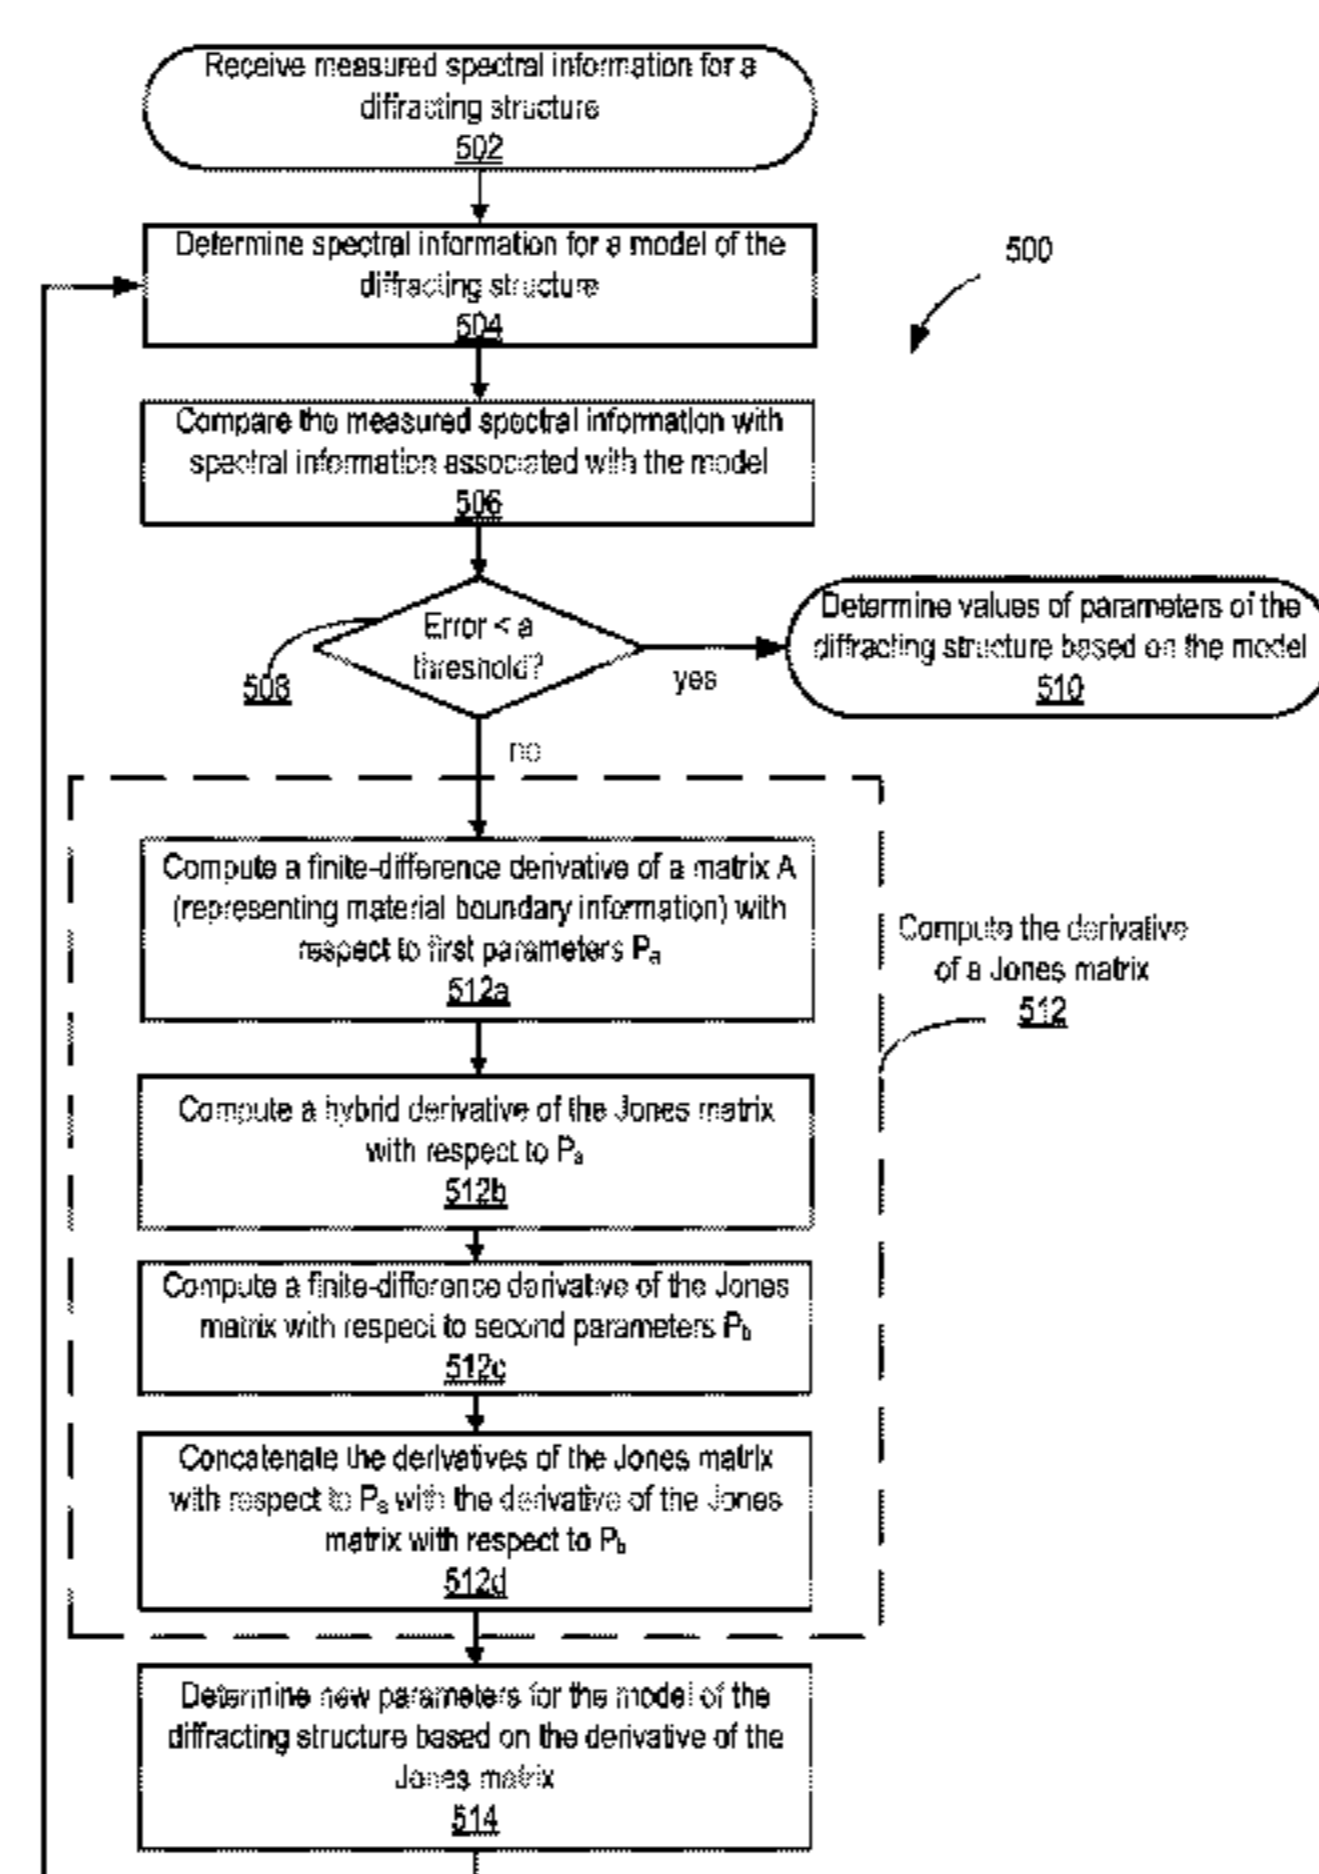 Receive measured spectral information for a
diffracting structure
502
Determine spectral information for a model of the
diffracting structure
504
500
Compare the measured spectral information with
spectral information associated with the model
506
Error < a
threshold?
508
yes
Determine values of parameters of the
diffracting structure based on the model
510
no
Compute a finite-difference derivative of a matrix A
(representing material boundary information) with
respect to first parameters Pa
512a
Compute the derivative
of a Jones matrix
512
Compute a hybrid derivative of the Jones matrix
with respect to Pa
512b
Compute a finite-difference derivative of the Jones
matrix with respect to second parameters Pb
512c
Concatenate the derivatives of the Jones matrix
with respect to Pa with the derivative of the Jones
matrix with respect to Pb
512d
Determine new parameters for the model of the
diffracting structure based on the derivative of the
Jones matrix
514